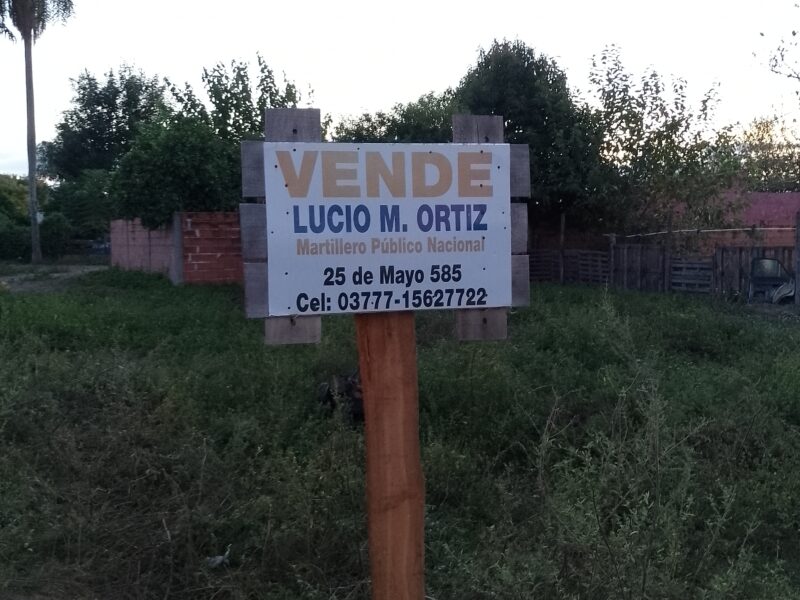 VENDE
LUCIO M. ORTIZ
Martillero Público Nacional
25 de Mayo 585
Cel: 03777-15627722